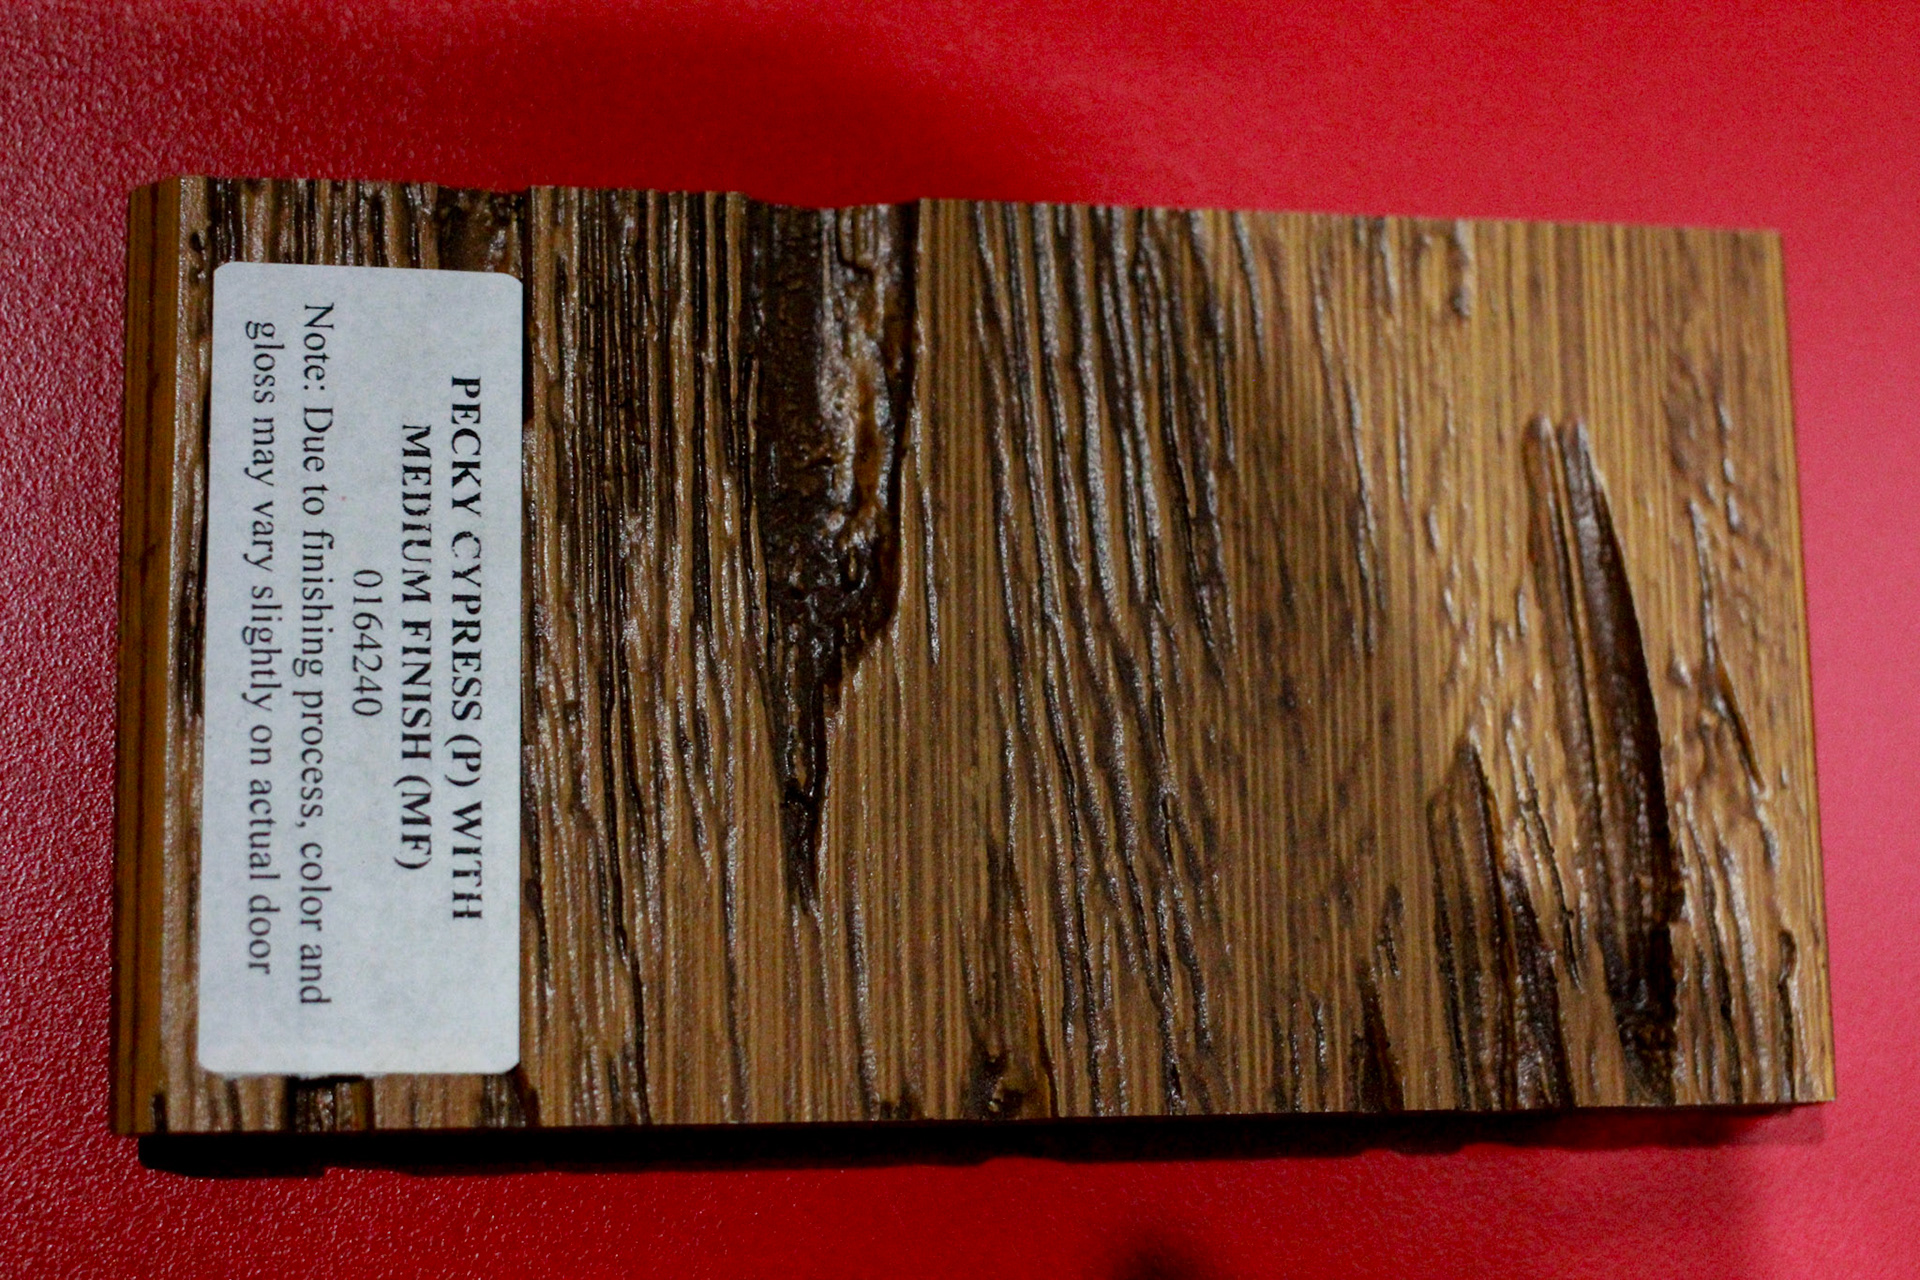 PECKY CYPRESS (P) WITH
MEDIUM FINISH (MF)
0164240
Note: Due to finishing process, color and
gloss may vary slightly on actual door